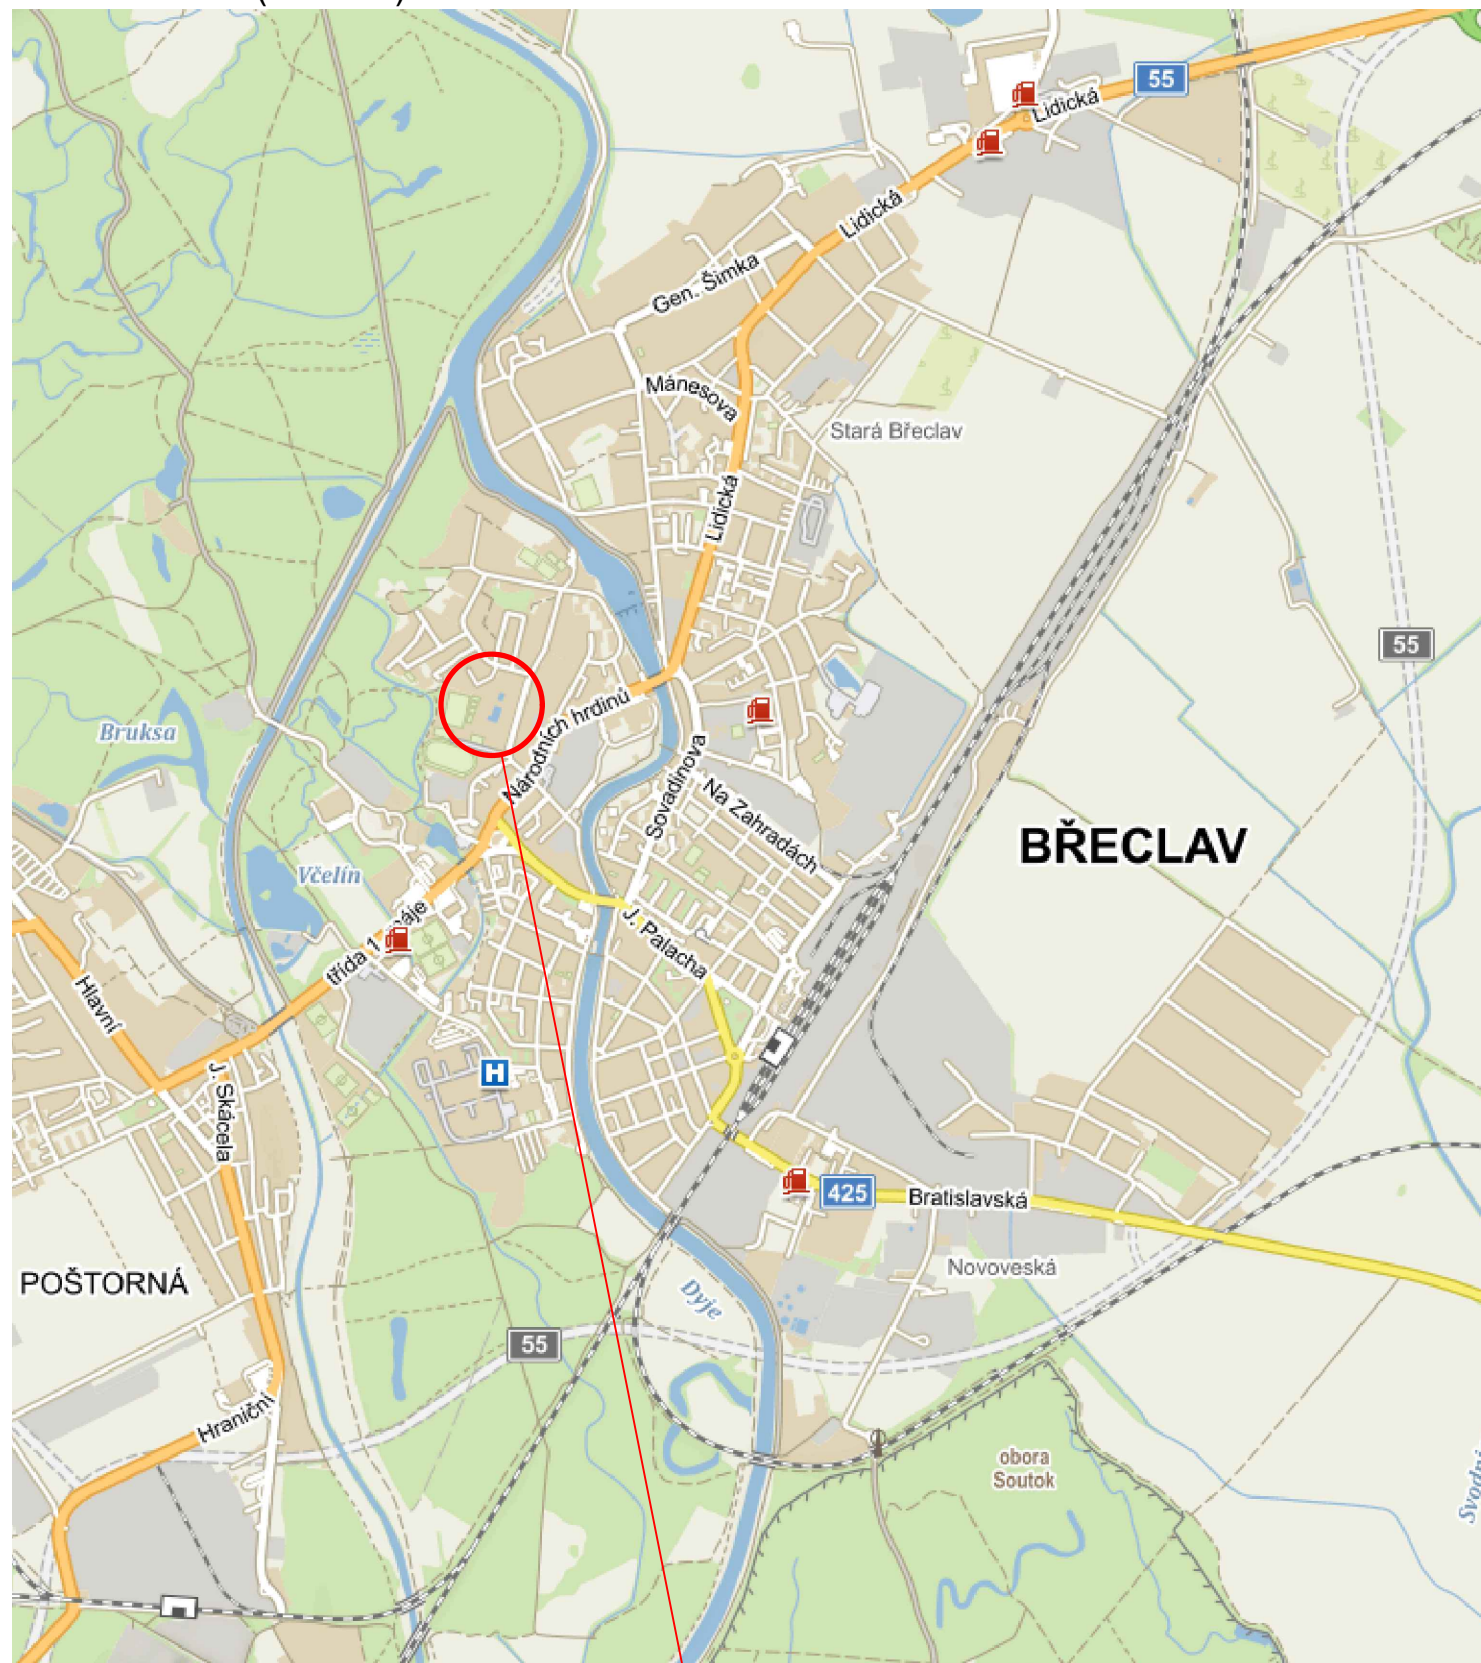 55
Lidická
Lidická
Gen. Šimka
Mánesova
Stará Břeclav
Lidická
55
Národních hrdinů
Bruksa
Sovadinova
Na Zahradách
BŘECLAV
Včelín
třída 1. máje
J. Palacha
Hlavní
H
J. Skácela
425
Bratislavská
Novoveská
POŠTORNÁ
Dyje
55
Hraniční
obora
Soutok